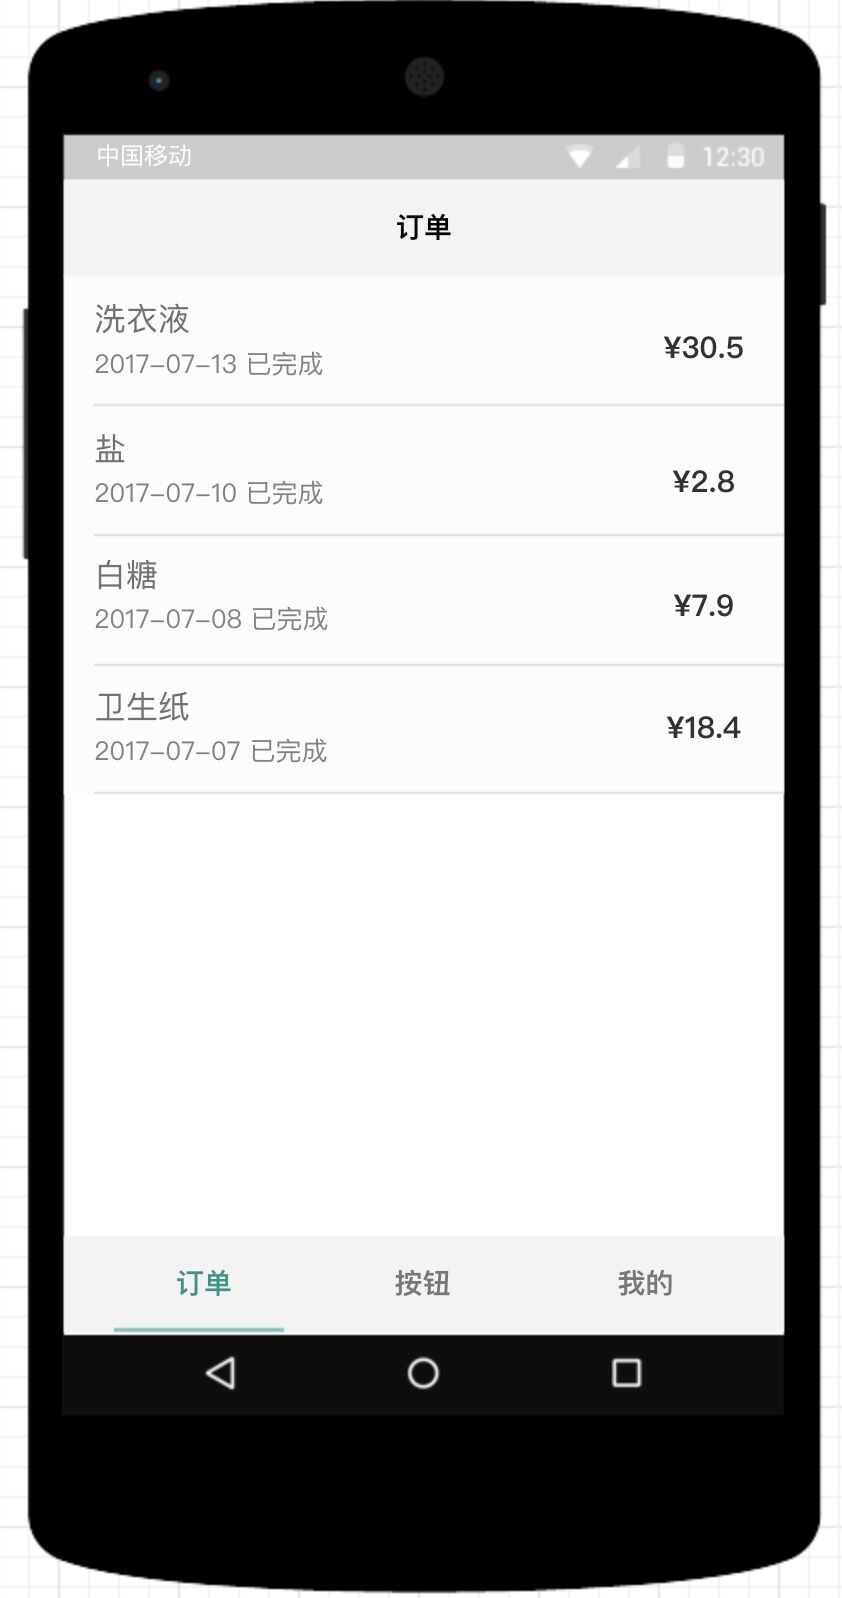 中国移动 12:30
订单
洗衣液
2017-07-13 已完成
¥30.5
盐
2017-07-10 已完成
¥2.8
白糖
2017-07-08 已完成
¥7.9
卫生纸
2017-07-07 已完成
¥18.4
订单 按钮 我的